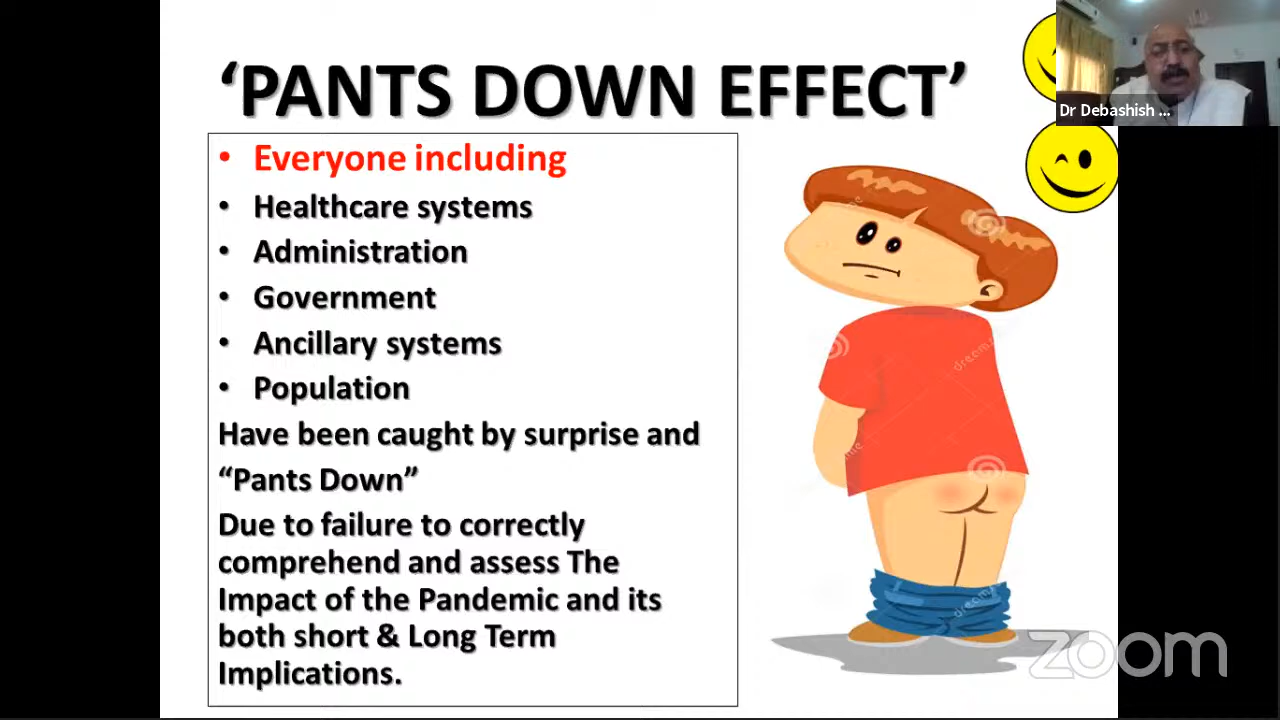 ‘PANTS DOWN EFFECT’
• Everyone including
• Healthcare systems
• Administration
• Government
• Ancillary systems
• Population
Have been caught by surprise and
“Pants Down”
Due to failure to correctly
comprehend and assess The
Impact of the Pandemic and its
both short & Long Term
Implications.
Dr Debashish ...
zoom